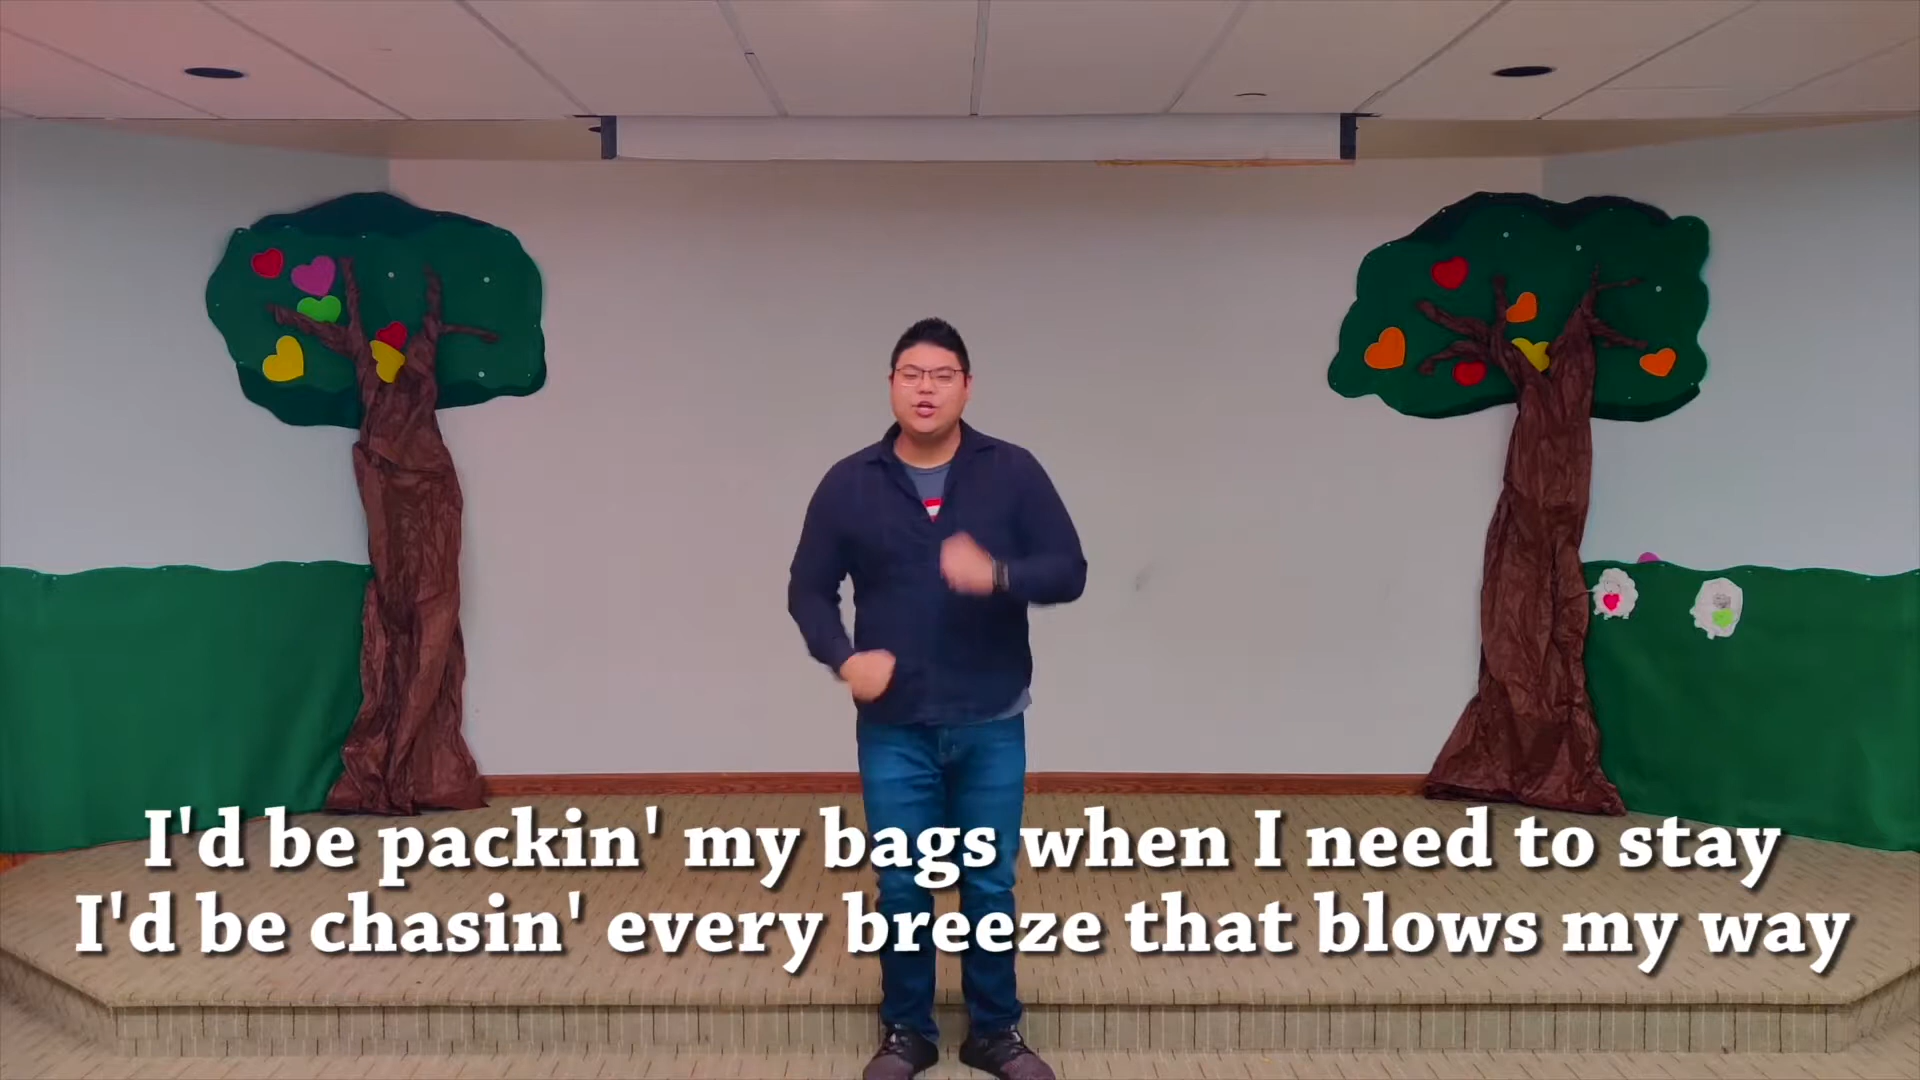 I'd be packin' my bags when I need to stay
I'd be chasin' every breeze that blows my way